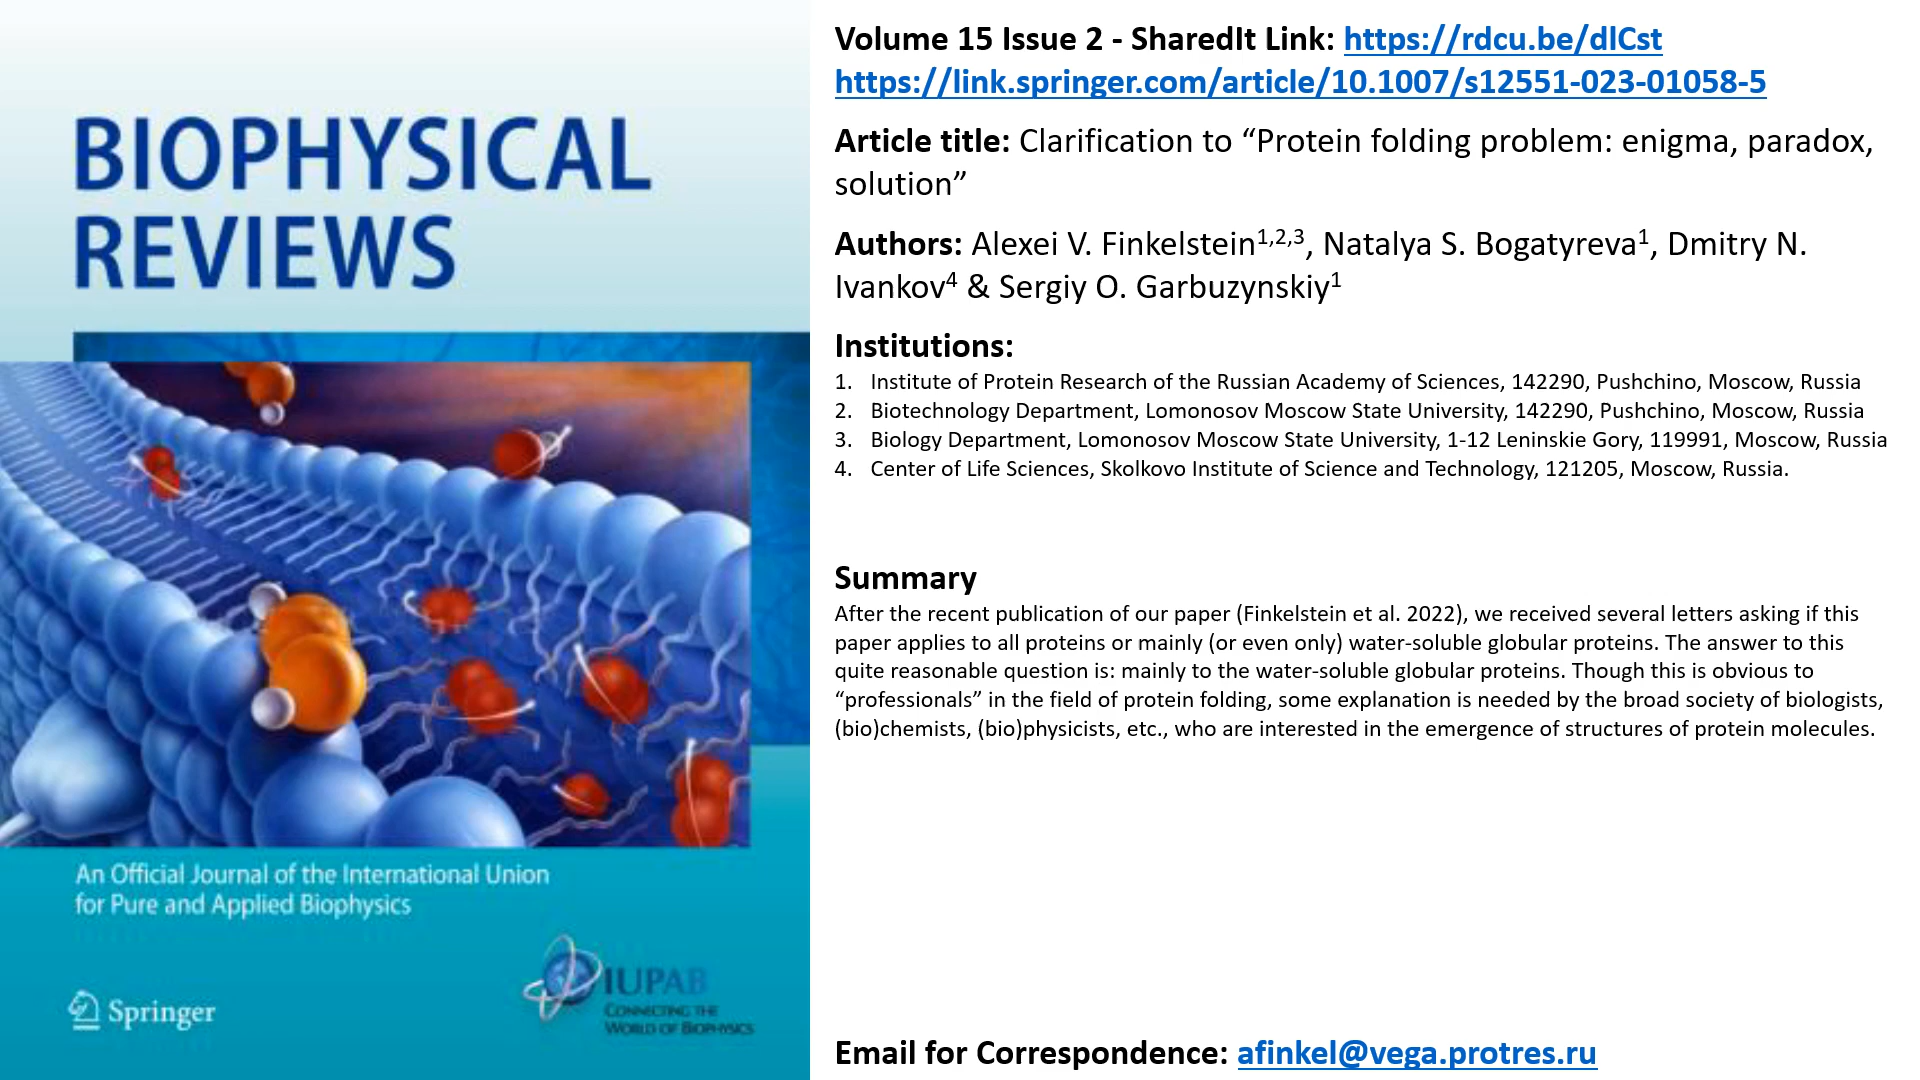 BIOPHYSICAL
REVIEWS
An Official Journal of the International Union
for Pure and Applied Biophysics
Springer
IUPAB
CONNECTING THE
WORLD OF BIOPHYSICS
Volume 15 Issue 2 - SharedIt Link: https://rdcu.be/dlCst
https://link.springer.com/article/10.1007/s12551-023-01058-5
Article title: Clarification to “Protein folding problem: enigma, paradox,
solution”
Authors: Alexei V. Finkelstein1,2,3, Natalya S. Bogatyreva1, Dmitry N.
Ivankov4 & Sergiy O. Garbuzynskiy1
Institutions:
1. Institute of Protein Research of the Russian Academy of Sciences, 142290, Pushchino, Moscow, Russia
2. Biotechnology Department, Lomonosov Moscow State University, 142290, Pushchino, Moscow, Russia
3. Biology Department, Lomonosov Moscow State University, 1-12 Leninskie Gory, 119991, Moscow, Russia
4. Center of Life Sciences, Skolkovo Institute of Science and Technology, 121205, Moscow, Russia.
Summary
After the recent publication of our paper (Finkelstein et al. 2022), we received several letters asking if this
paper applies to all proteins or mainly (or even only) water-soluble globular proteins. The answer to this
quite reasonable question is: mainly to the water-soluble globular proteins. Though this is obvious to
“professionals” in the field of protein folding, some explanation is needed by the broad society of biologists,
(bio)chemists, (bio)physicists, etc., who are interested in the emergence of structures of protein molecules.
Email for Correspondence: afinkel@vega.protres.ru